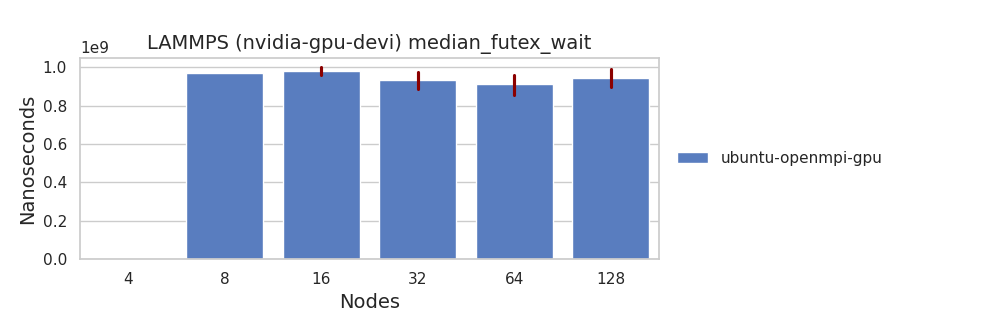 LAMMPS (nvidia-gpu-devi) median_futex_wait
1e9
1.0
0.8
0.6
0.4
0.2
0.0
Nanoseconds
4 8 16 32 64 128
Nodes
ubuntu-openmpi-gpu